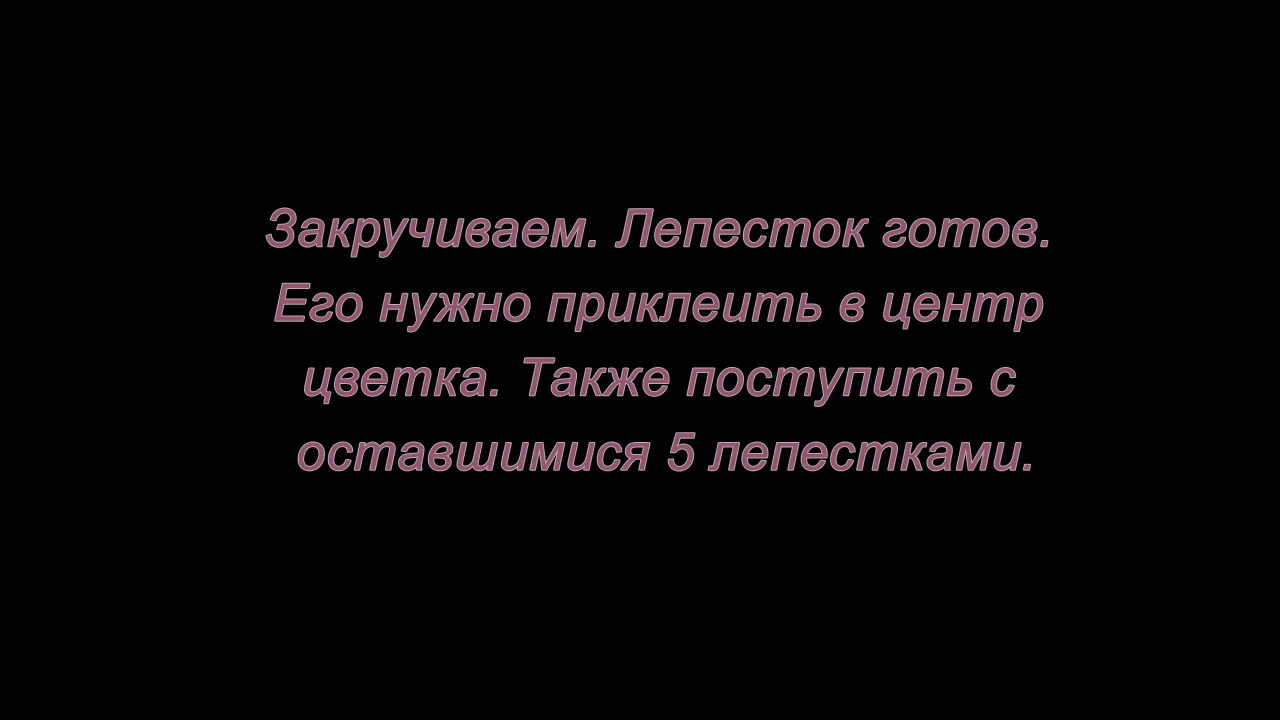 Закручиваем. Лепесток готов.
Его нужно приклеить в центр
цветка. Также поступить с
оставшимися 5 лепестками.